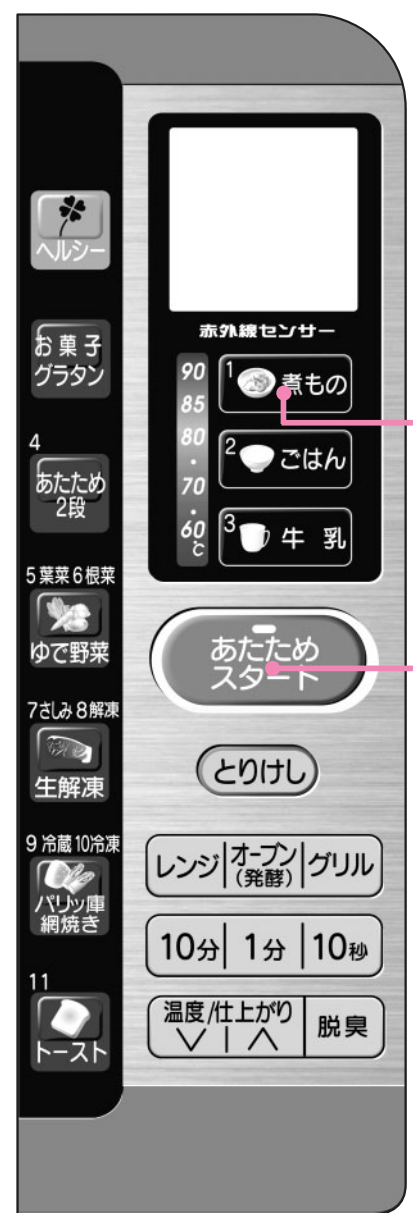 ヘルシー
お菓子
グラタン
4
あたため
2段
5葉菜6根菜
ゆで野菜
7さしみ8解凍
生解凍
9冷蔵10冷凍
パリッ庫
網焼き
11
トースト
赤外線センサー
90
85
80
・
70
・
60
℃
1 煮もの
2 ごはん
3 牛乳
あたため
スタート
とりけし
レンジ オーブン(発酵) グリル
10分 1分 10秒
温度/仕上がり 脱臭